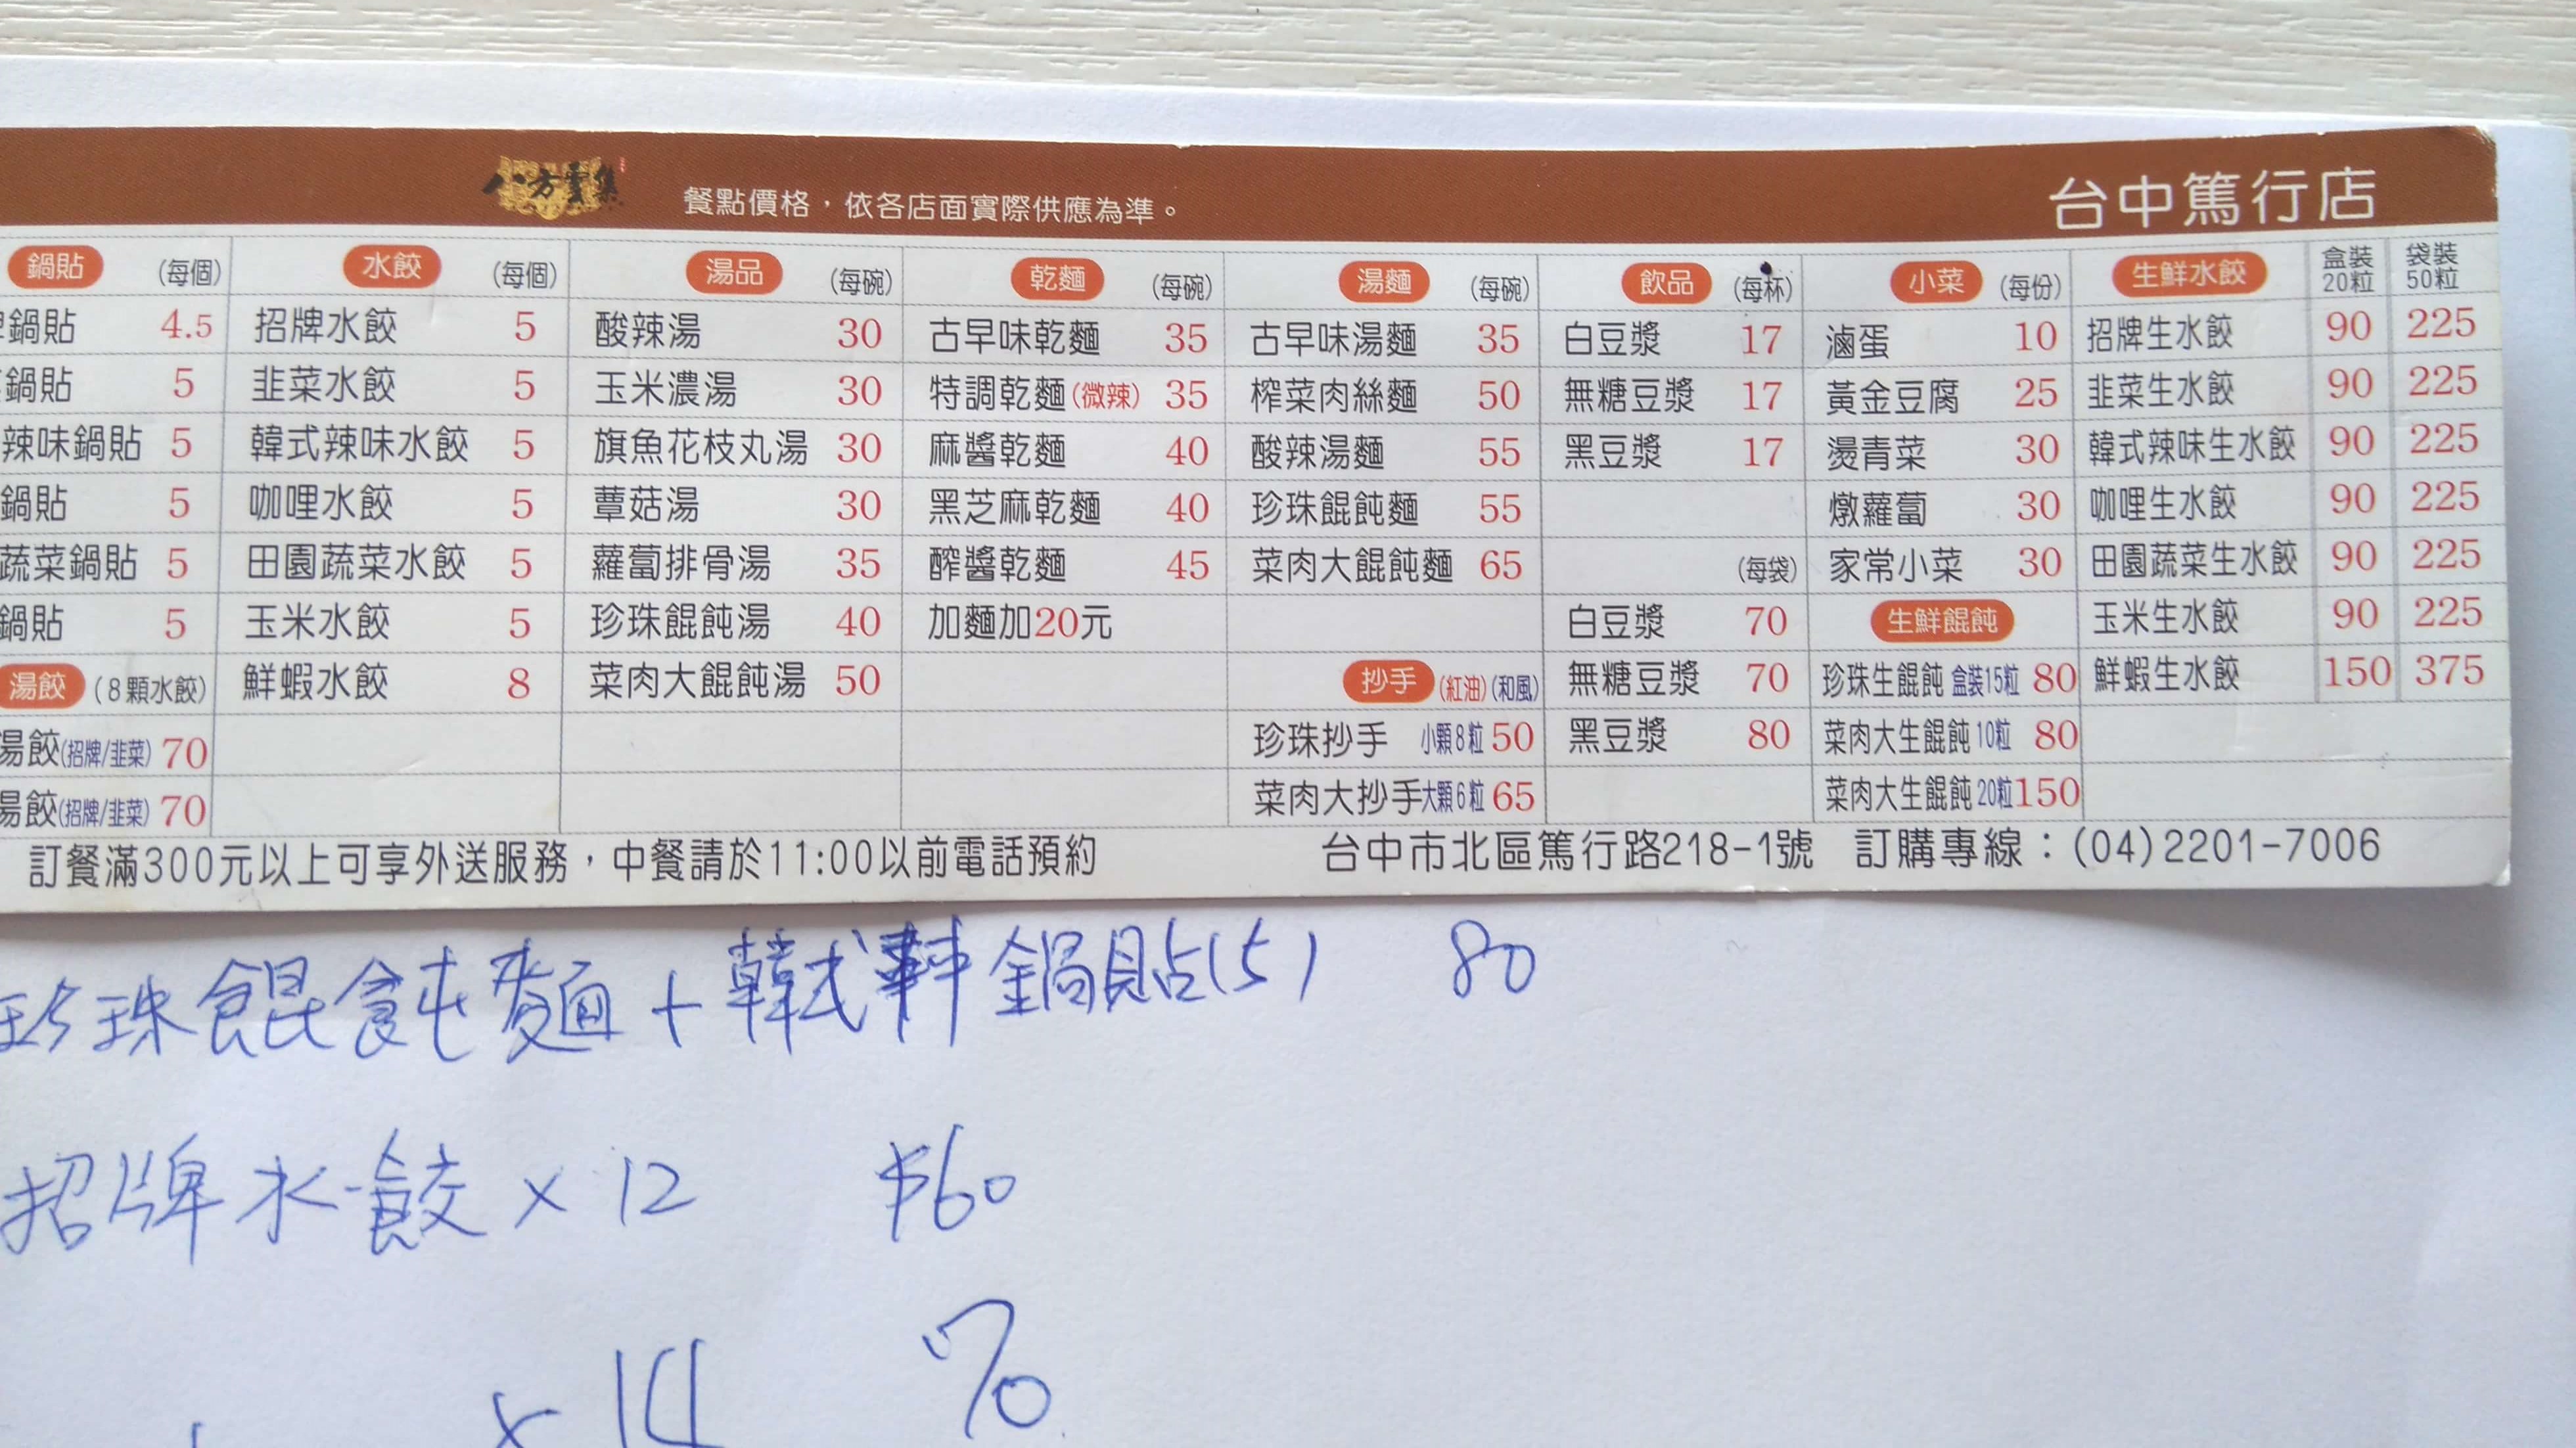 八方雲集 餐點價格，依各店面實際供應為準。 台中篤行店
鍋貼 (每個) 水餃 (每個) 湯品 (每碗) 乾麵 (每碗) 湯麵 (每碗) 飲品 (每杯) 小菜 (每份) 生鮮水餃 盒裝20粒 袋裝50粒
鍋貼 4.5 招牌水餃 5 酸辣湯 30 古早味乾麵 35 古早味湯麵 35 白豆漿 17 滷蛋 10 招牌生水餃 90 225
鍋貼 5 韭菜水餃 5 玉米濃湯 30 特調乾麵(微辣) 35 榨菜肉絲麵 50 無糖豆漿 17 黃金豆腐 25 韭菜生水餃 90 225
辣味鍋貼 5 韓式辣味水餃 5 旗魚花枝丸湯 30 麻醬乾麵 40 酸辣湯麵 55 黑豆漿 17 燙青菜 30 韓式辣味生水餃 90 225
鍋貼 5 咖哩水餃 5 蕈菇湯 30 黑芝麻乾麵 40 珍珠餛飩麵 55 燉蘿蔔 30 咖哩生水餃 90 225
蔬菜鍋貼 5 田園蔬菜水餃 5 蘿蔔排骨湯 35 醡醬乾麵 45 菜肉大餛飩麵 65 (每袋) 家常小菜 30 田園蔬菜生水餃 90 225
鍋貼 5 玉米水餃 5 珍珠餛飩湯 40 加麵加20元 白豆漿 70 生鮮餛飩 玉米生水餃 90 225
湯餃 (8顆水餃) 鮮蝦水餃 8 菜肉大餛飩湯 50 抄手 (紅油)(和風) 無糖豆漿 70 珍珠生餛飩 盒裝15粒 80 鮮蝦生水餃 150 375
湯餃(招牌/韭菜) 70 珍珠抄手 小顆8粒 50 黑豆漿 80 菜肉大生餛飩 10粒 80
湯餃(招牌/韭菜) 70 菜肉大抄手 大顆6粒 65 菜肉大生餛飩 20粒 150
訂餐滿300元以上可享外送服務，中餐請於11:00以前電話預約 台中市北區篤行路218-1號 訂購專線：(04)2201-7006
珍珠餛飩麵 + 韓式 鍋貼(5) 80
招牌水餃 x 12 $60
x 14 70